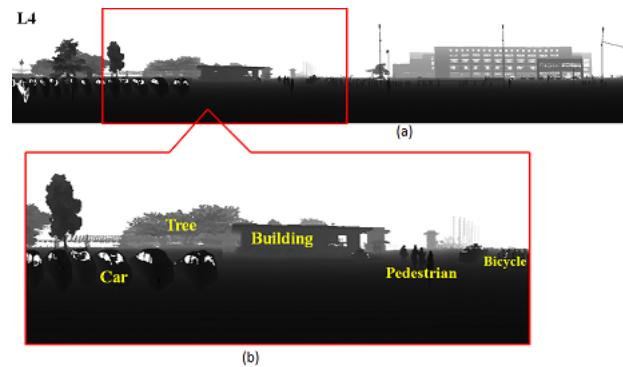 L4
(a)
Tree
Building
Car
Pedestrian
Bicycle
(b)